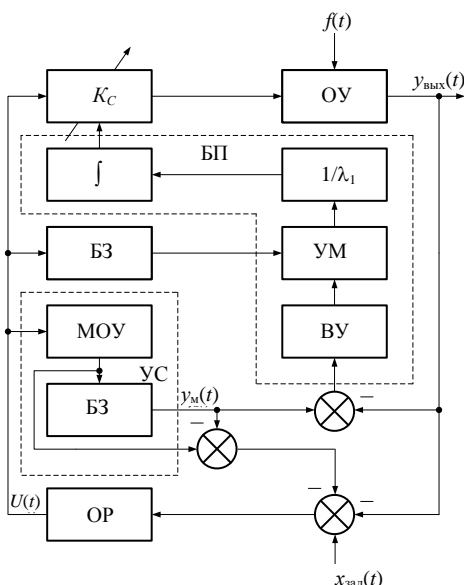 f(t)
y_вых(t)
K_C
ОУ
БП
∫
1/λ₁
БЗ
УМ
МОУ
ВУ
УС
БЗ
y_м(t)
−
−
−
−
U(t)
ОР
x_зад(t)